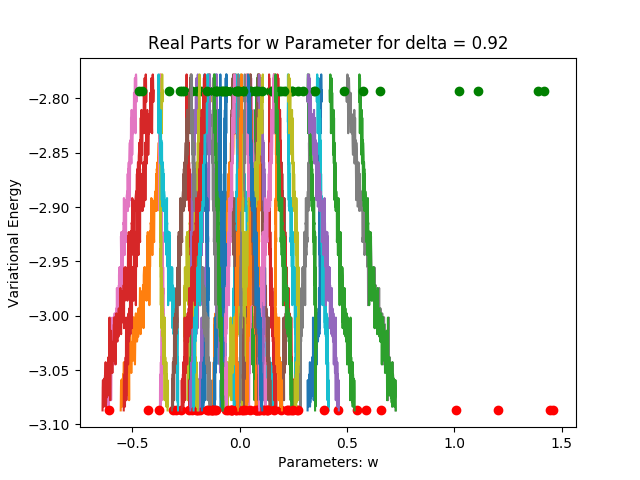 Real Parts for w Parameter for delta = 0.92
−2.80
−2.85
−2.90
−2.95
−3.00
−3.05
−3.10
Variational Energy
−0.5 0.0 0.5 1.0 1.5
Parameters: w